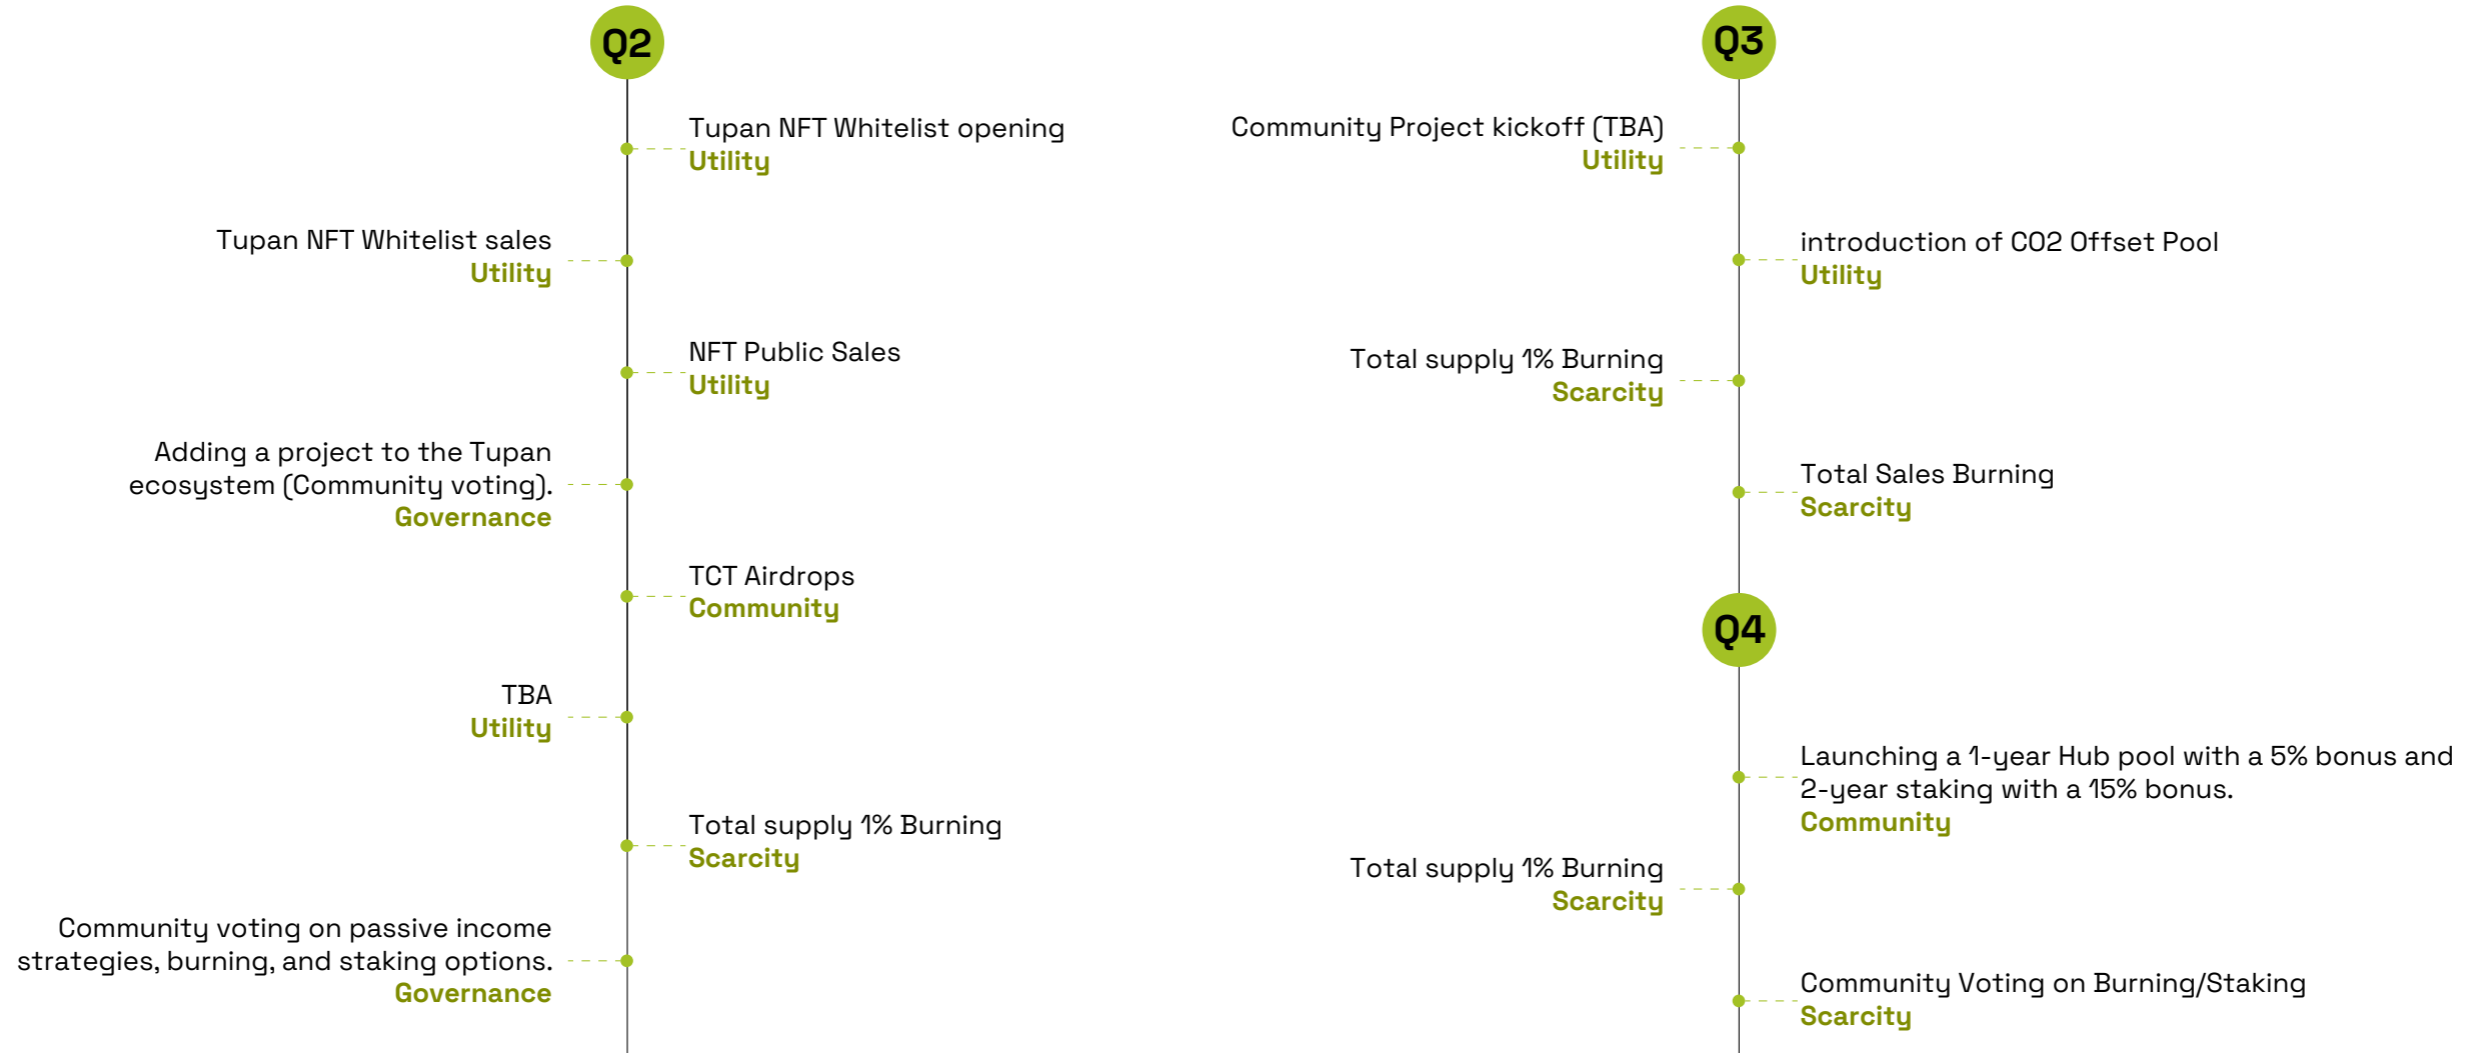 Q2
Tupan NFT Whitelist opening
Utility
Tupan NFT Whitelist sales
Utility
NFT Public Sales
Utility
Adding a project to the Tupan
ecosystem (Community voting).
Governance
TCT Airdrops
Community
TBA
Utility
Total supply 1% Burning
Scarcity
Community voting on passive income
strategies, burning, and staking options.
Governance
Q3
Community Project kickoff (TBA)
Utility
introduction of CO2 Offset Pool
Utility
Total supply 1% Burning
Scarcity
Total Sales Burning
Scarcity
Q4
Launching a 1-year Hub pool with a 5% bonus and
2-year staking with a 15% bonus.
Community
Total supply 1% Burning
Scarcity
Community Voting on Burning/Staking
Scarcity